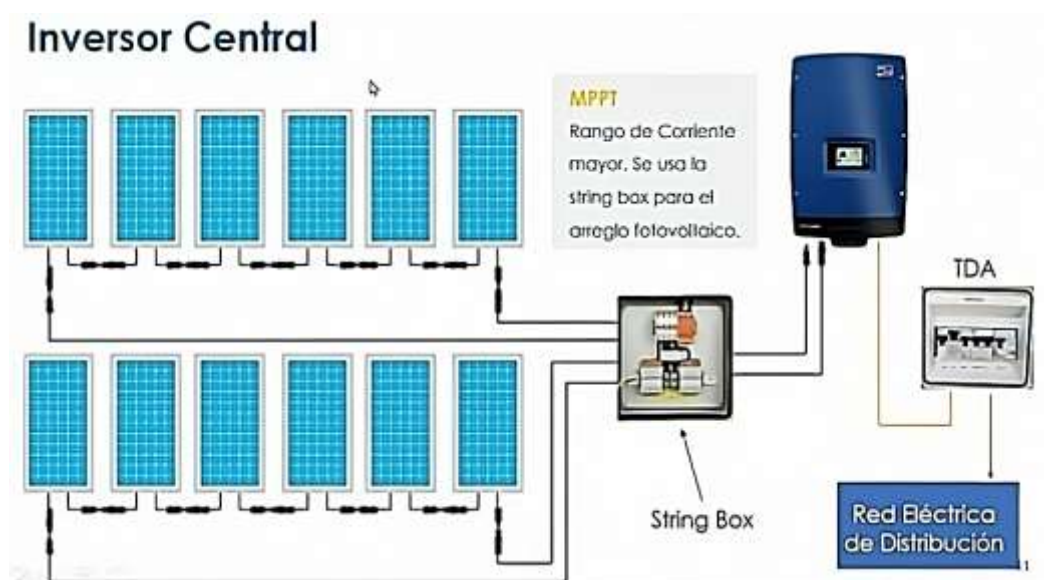 Inversor Central
MPPT
Rango de Corriente
mayor. Se usa la
string box para el
arreglo fotovoltaico.
TDA
String Box
Red Eléctrica
de Distribución